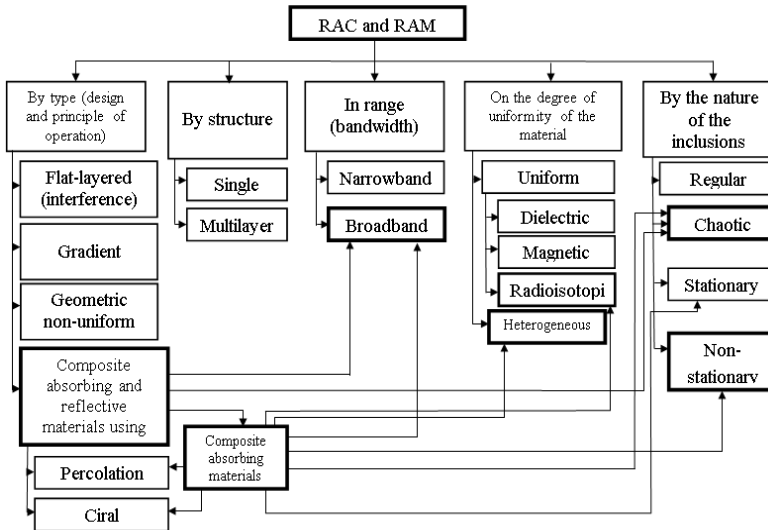 RAC and RAM
By type (design
and principle of
operation)
Flat-layered
(interference)
Gradient
Geometric
non-uniform
Composite
absorbing and
reflective
materials using
Percolation
Ciral
Composite
absorbing
materials
By structure
Single
Multilayer
In range
(bandwidth)
Narrowband
Broadband
On the degree of
uniformity of the
material
Uniform
Dielectric
Magnetic
Radioisotopi
Heterogeneous
By the nature
of the
inclusions
Regular
Chaotic
Stationary
Non-
stationary